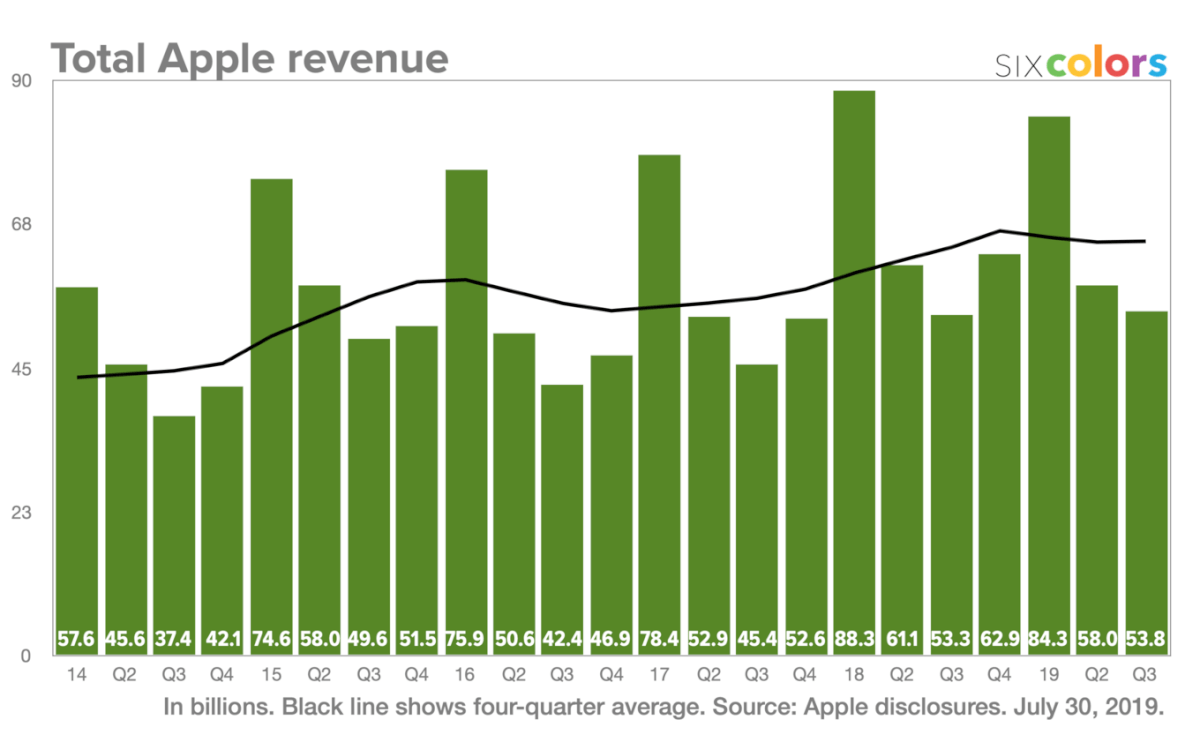 Total Apple revenue
SIXcolors
90
68
45
23
0
57.6 45.6 37.4 42.1 74.6 58.0 49.6 51.5 75.9 50.6 42.4 46.9 78.4 52.9 45.4 52.6 88.3 61.1 53.3 62.9 84.3 58.0 53.8
14 Q2 Q3 Q4 15 Q2 Q3 Q4 16 Q2 Q3 Q4 17 Q2 Q3 Q4 18 Q2 Q3 Q4 19 Q2 Q3
In billions. Black line shows four-quarter average. Source: Apple disclosures. July 30, 2019.